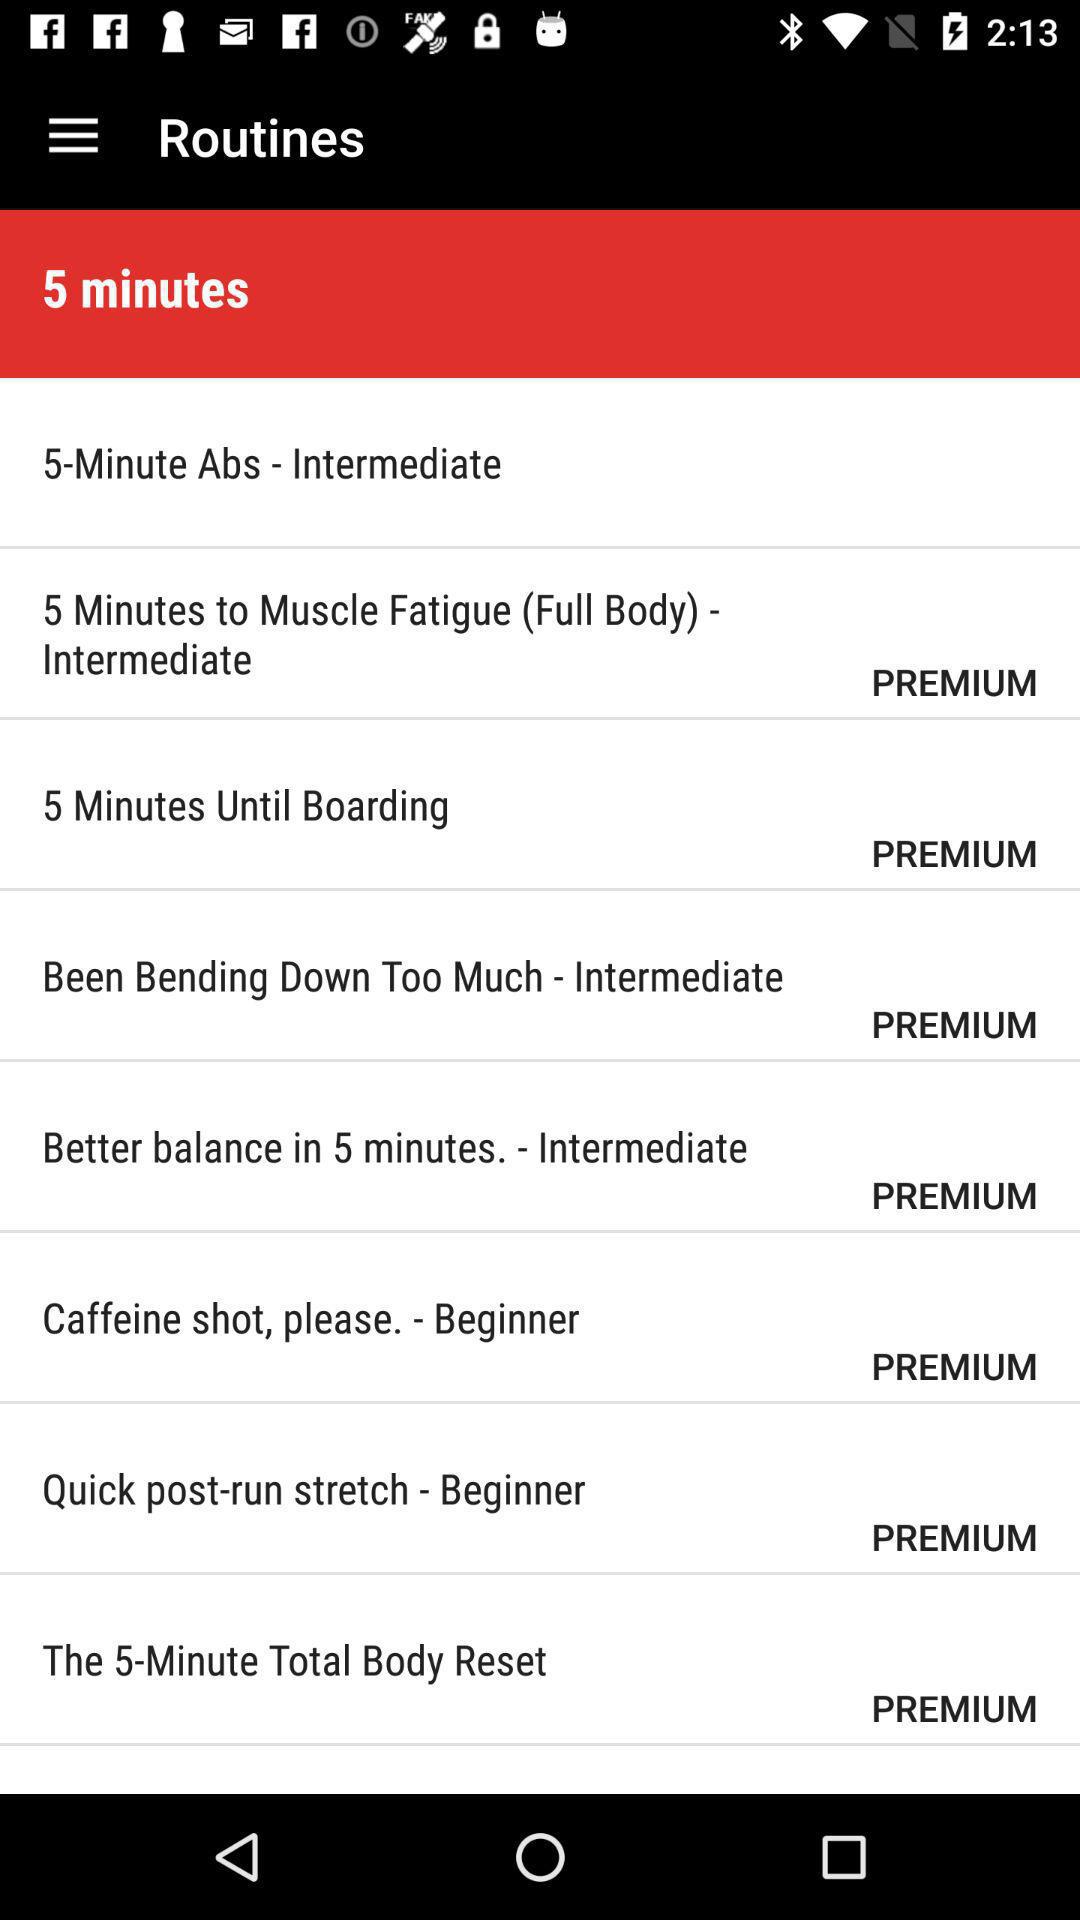 FAKE
2:13
Routines
5 minutes
5-Minute Abs - Intermediate
5 Minutes to Muscle Fatigue (Full Body) -
Intermediate
PREMIUM
5 Minutes Until Boarding
PREMIUM
Been Bending Down Too Much - Intermediate
PREMIUM
Better balance in 5 minutes. - Intermediate
PREMIUM
Caffeine shot, please. - Beginner
PREMIUM
Quick post-run stretch - Beginner
PREMIUM
The 5-Minute Total Body Reset
PREMIUM